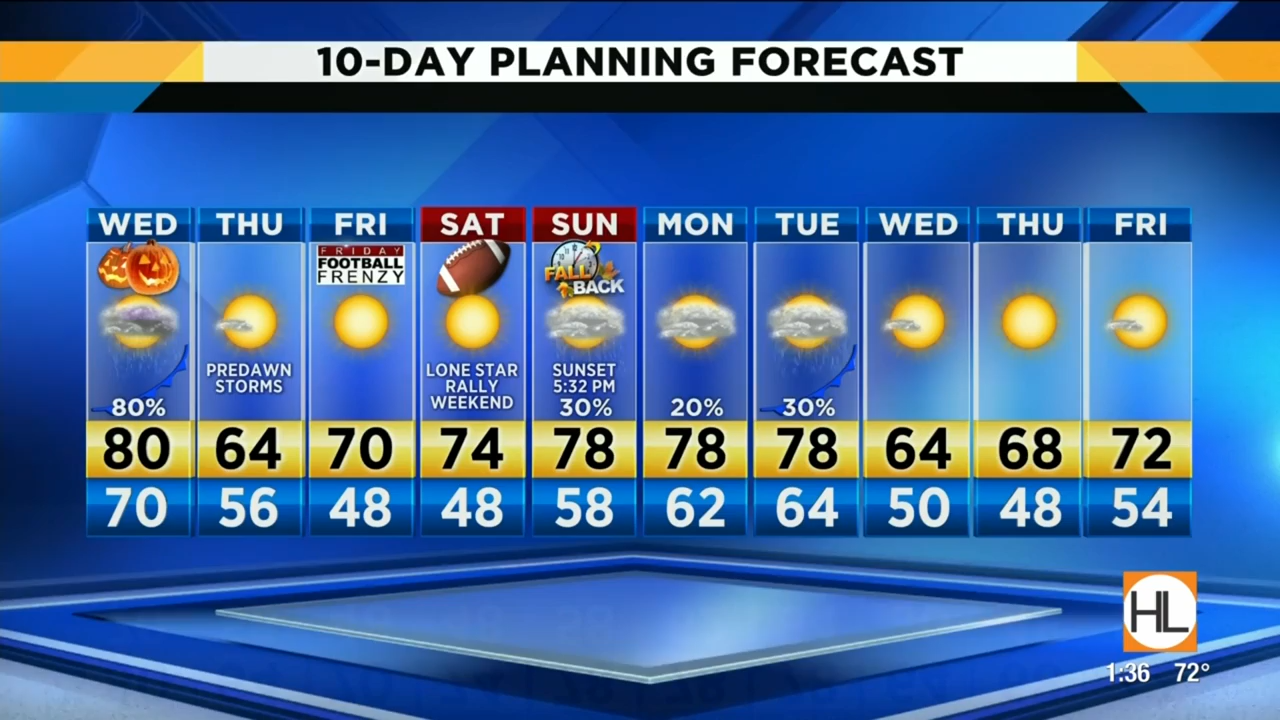 10-DAY PLANNING FORECAST
WED THU FRI SAT SUN MON TUE WED THU FRI
FRIDAY
FOOTBALL
FRENZY
FALL
BACK
PREDAWN
STORMS
LONE STAR
RALLY
WEEKEND
SUNSET
5:32 PM
80% 30% 20% 30%
80 64 70 74 78 78 78 64 68 72
70 56 48 48 58 62 64 50 48 54
HL
1:36 72°